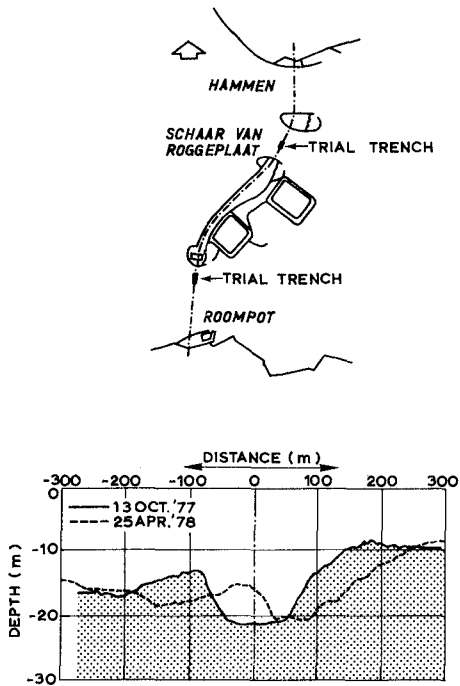 HAMMEN
SCHAAR VAN
ROGGEPLAAT
TRIAL TRENCH
TRIAL TRENCH
ROOMPOT
DISTANCE (m)
-300 -200 -100 0 100 200 300
0
13 OCT.'77
25 APR.'78
-10
-20
-30
DEPTH (m)